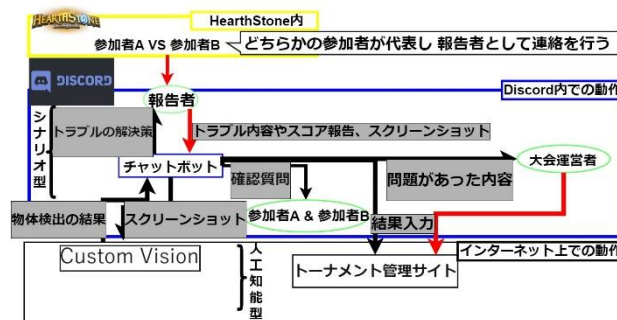 HEARTHSTONE
HearthStone内
参加者A VS 参加者B
どちらかの参加者が代表し 報告者として連絡を行う
DISCORD
Discord内での動作
報告者
シナリオ型
トラブルの解決策
トラブル内容やスコア報告、スクリーンショット
チャットボット
大会運営者
確認質問
問題があった内容
物体検出の結果
スクリーンショット
参加者A & 参加者B
結果入力
インターネット上での動作
Custom Vision
人工知能型
トーナメント管理サイト